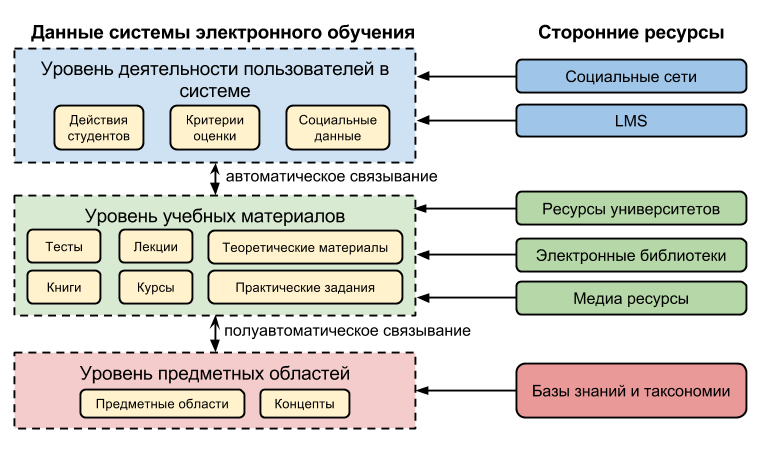 Данные системы электронного обучения
Сторонние ресурсы
Уровень деятельности пользователей в
системе
Действия
студентов
Критерии
оценки
Социальные
данные
Социальные сети
LMS
автоматическое связывание
Уровень учебных материалов
Тесты
Лекции
Теоретические материалы
Книги
Курсы
Практические задания
Ресурсы университетов
Электронные библиотеки
Медиа ресурсы
полуавтоматическое связывание
Уровень предметных областей
Предметные области
Концепты
Базы знаний и таксономии